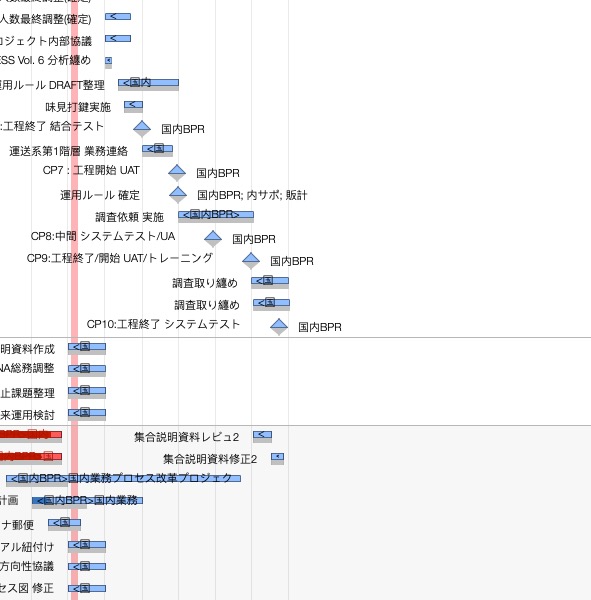 人数最終調整(確定) <
ロジェクト内部協議 <
ESS Vol. 6 分析纏め
用ルール DRAFT整理 <国内
味見打鍵実施 <
:工程終了 結合テスト 国内BPR
運送系第1階層 業務連絡 <国
CP7 : 工程開始 UAT 国内BPR
運用ルール 確定 国内BPR; 内サポ; 販計
調査依頼 実施 <国内BPR>
CP8:中間 システムテスト/UA 国内BPR
CP9:工程終了/開始 UAT/トレーニング 国内BPR
調査取り纏め <国
調査取り纏め <国
CP10:工程終了 システムテスト 国内BPR
明資料作成 <国
NA総務調整 <国
止課題整理 <国
来運用検討 <国
集合説明資料レビュ2 <
集合説明資料修正2
<国内BPR>国内業務プロセス改革プロジェク
計画 <国内BPR>国内業務
ナ郵便 <国
アル紐付け <国
方向性協議 <国
セス図 修正 <国